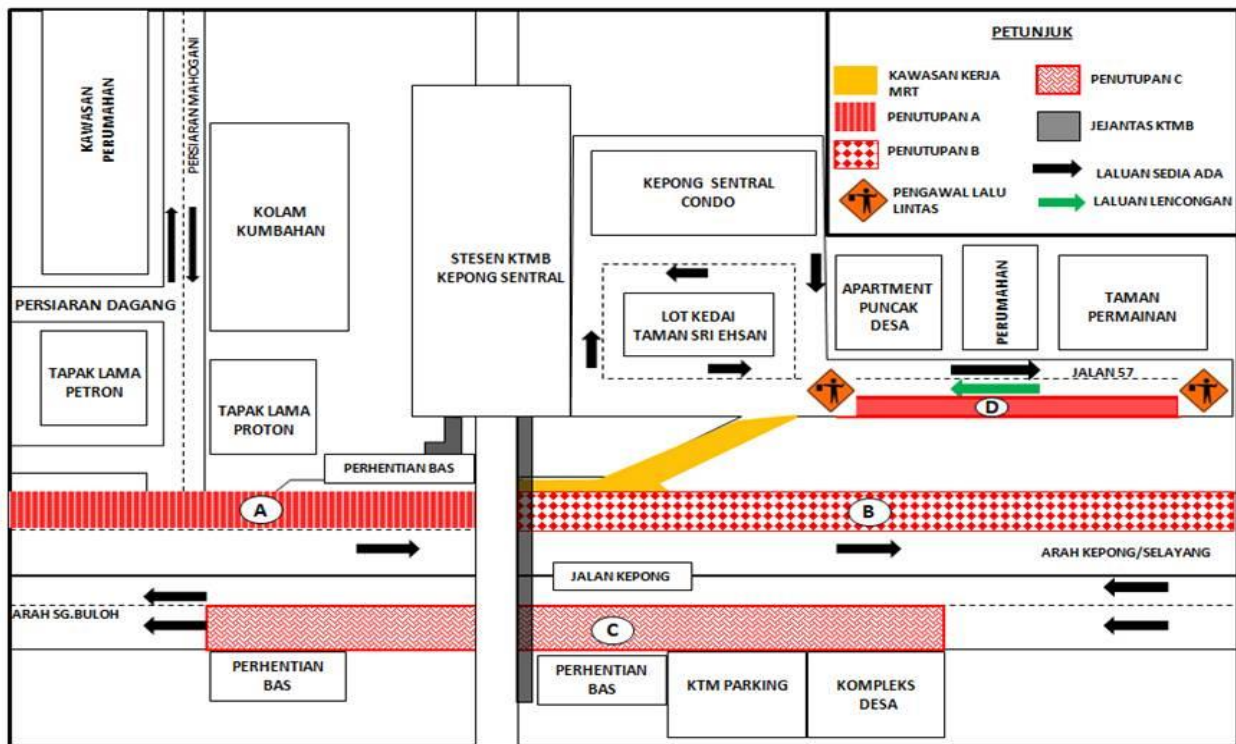 PETUNJUK
KAWASAN KERJA
MRT
PENUTUPAN A
PENUTUPAN B
PENGAWAL LALU
LINTAS
PENUTUPAN C
JEJANTAS KTMB
LALUAN SEDIA ADA
LALUAN LENCONGAN
KAWASAN
PERUMAHAN
PERSIARAN MAHOGANI
KOLAM
KUMBAHAN
STESEN KTMB
KEPONG SENTRAL
KEPONG SENTRAL
CONDO
LOT KEDAI
TAMAN SRI EHSAN
APARTMENT
PUNCAK
DESA
PERUMAHAN
TAMAN
PERMAINAN
PERSIARAN DAGANG
TAPAK LAMA
PETRON
TAPAK LAMA
PROTON
JALAN 57
D
PERHENTIAN BAS
A
B
ARAH KEPONG/SELAYANG
JALAN KEPONG
ARAH SG.BULOH
C
PERHENTIAN
BAS
PERHENTIAN
BAS
KTM PARKING
KOMPLEKS
DESA